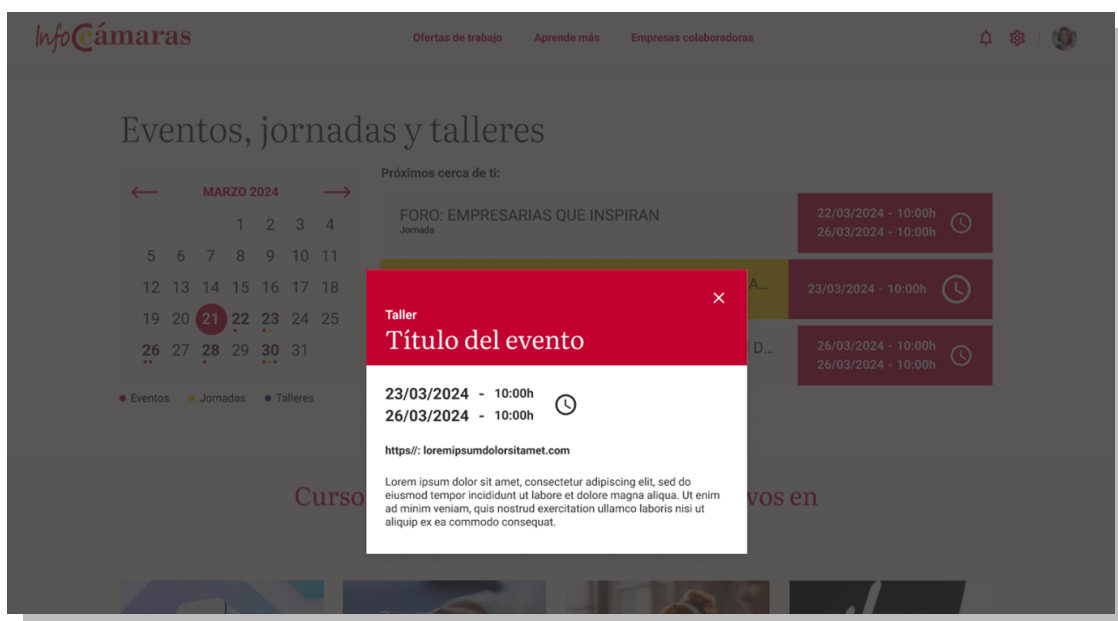 InfoCámaras
Ofertas de trabajo Aprende más Empresas colaboradoras
Eventos, jornadas y talleres
Próximos cerca de ti:
MARZO 2024
1 2 3 4
5 6 7 8 9 10 11
12 13 14 15 16 17 18
19 20 21 22 23 24 25
26 27 28 29 30 31
Eventos Jornadas Talleres
FORO: EMPRESARIAS QUE INSPIRAN
Jornada
22/03/2024 - 10:00h
26/03/2024 - 10:00h
A...
23/03/2024 - 10:00h
D...
26/03/2024 - 10:00h
26/03/2024 - 10:00h
Taller
Título del evento
23/03/2024 - 10:00h
26/03/2024 - 10:00h
https//: loremipsumdolorsitamet.com
Lorem ipsum dolor sit amet, consectetur adipiscing elit, sed do
eiusmod tempor incididunt ut labore et dolore magna aliqua. Ut enim
ad minim veniam, quis nostrud exercitation ullamco laboris nisi ut
aliquip ex ea commodo consequat.
Curso
vos en